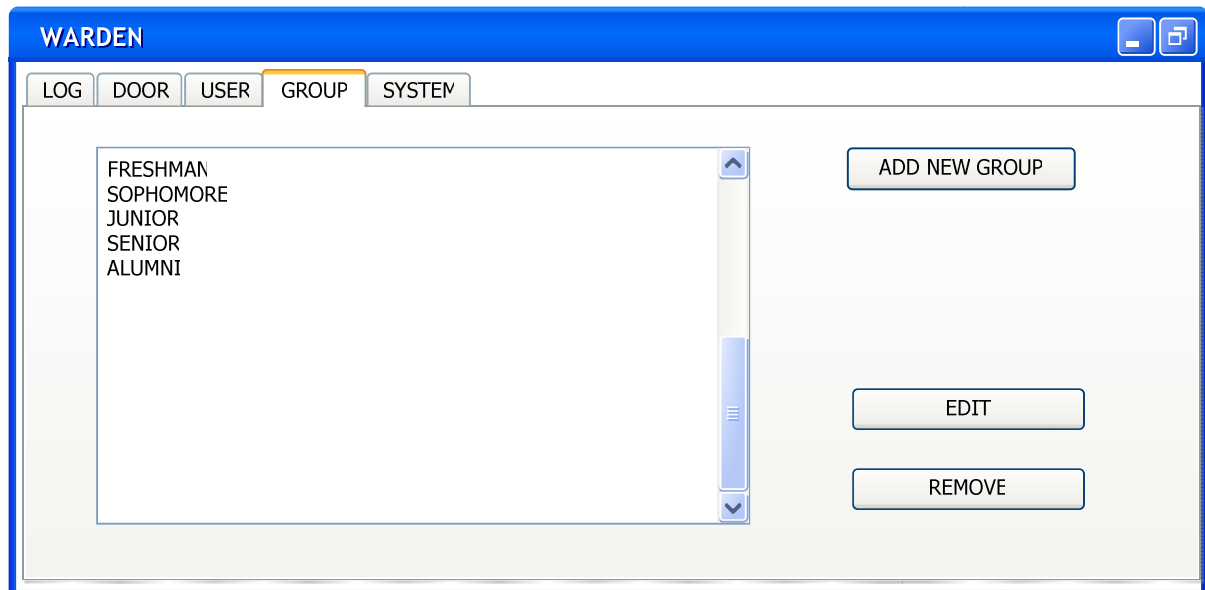 WARDEN
LOG DOOR USER GROUP SYSTEM
FRESHMAN
SOPHOMORE
JUNIOR
SENIOR
ALUMNI
ADD NEW GROUP
EDIT
REMOVE